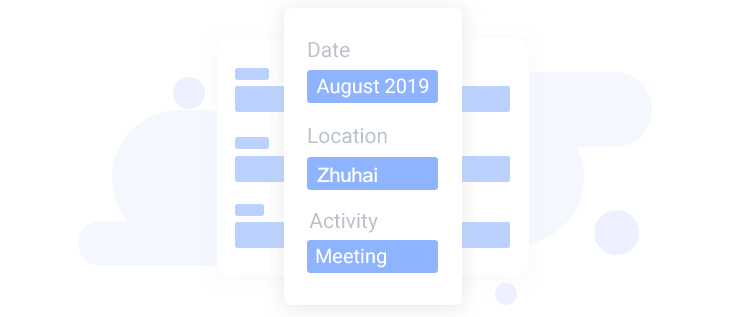 Date
August 2019
Location
Zhuhai
Activity
Meeting